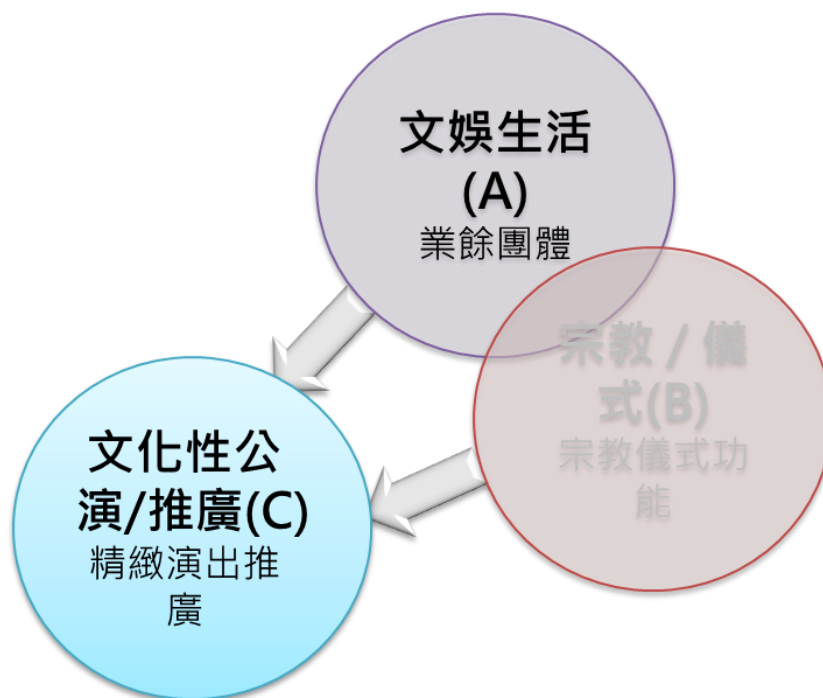 文娛生活
(A)
業餘團體
宗教 / 儀
式(B)
宗教儀式功
能
文化性公
演/推廣(C)
精緻演出推
廣